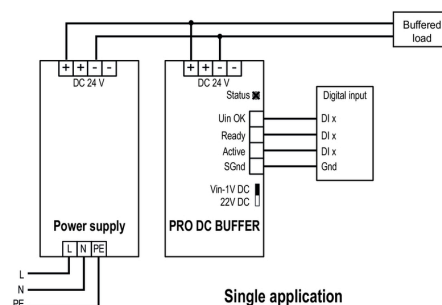 Buffered
load
+ + - -
DC 24 V
+ + - -
DC 24 V
Status
Digital input
Uin OK
DI x
Ready
DI x
Active
DI x
SGnd
Gnd
Vin-1V DC
22V DC
Power supply
PRO DC BUFFER
L N PE
L
N
PE
Single application